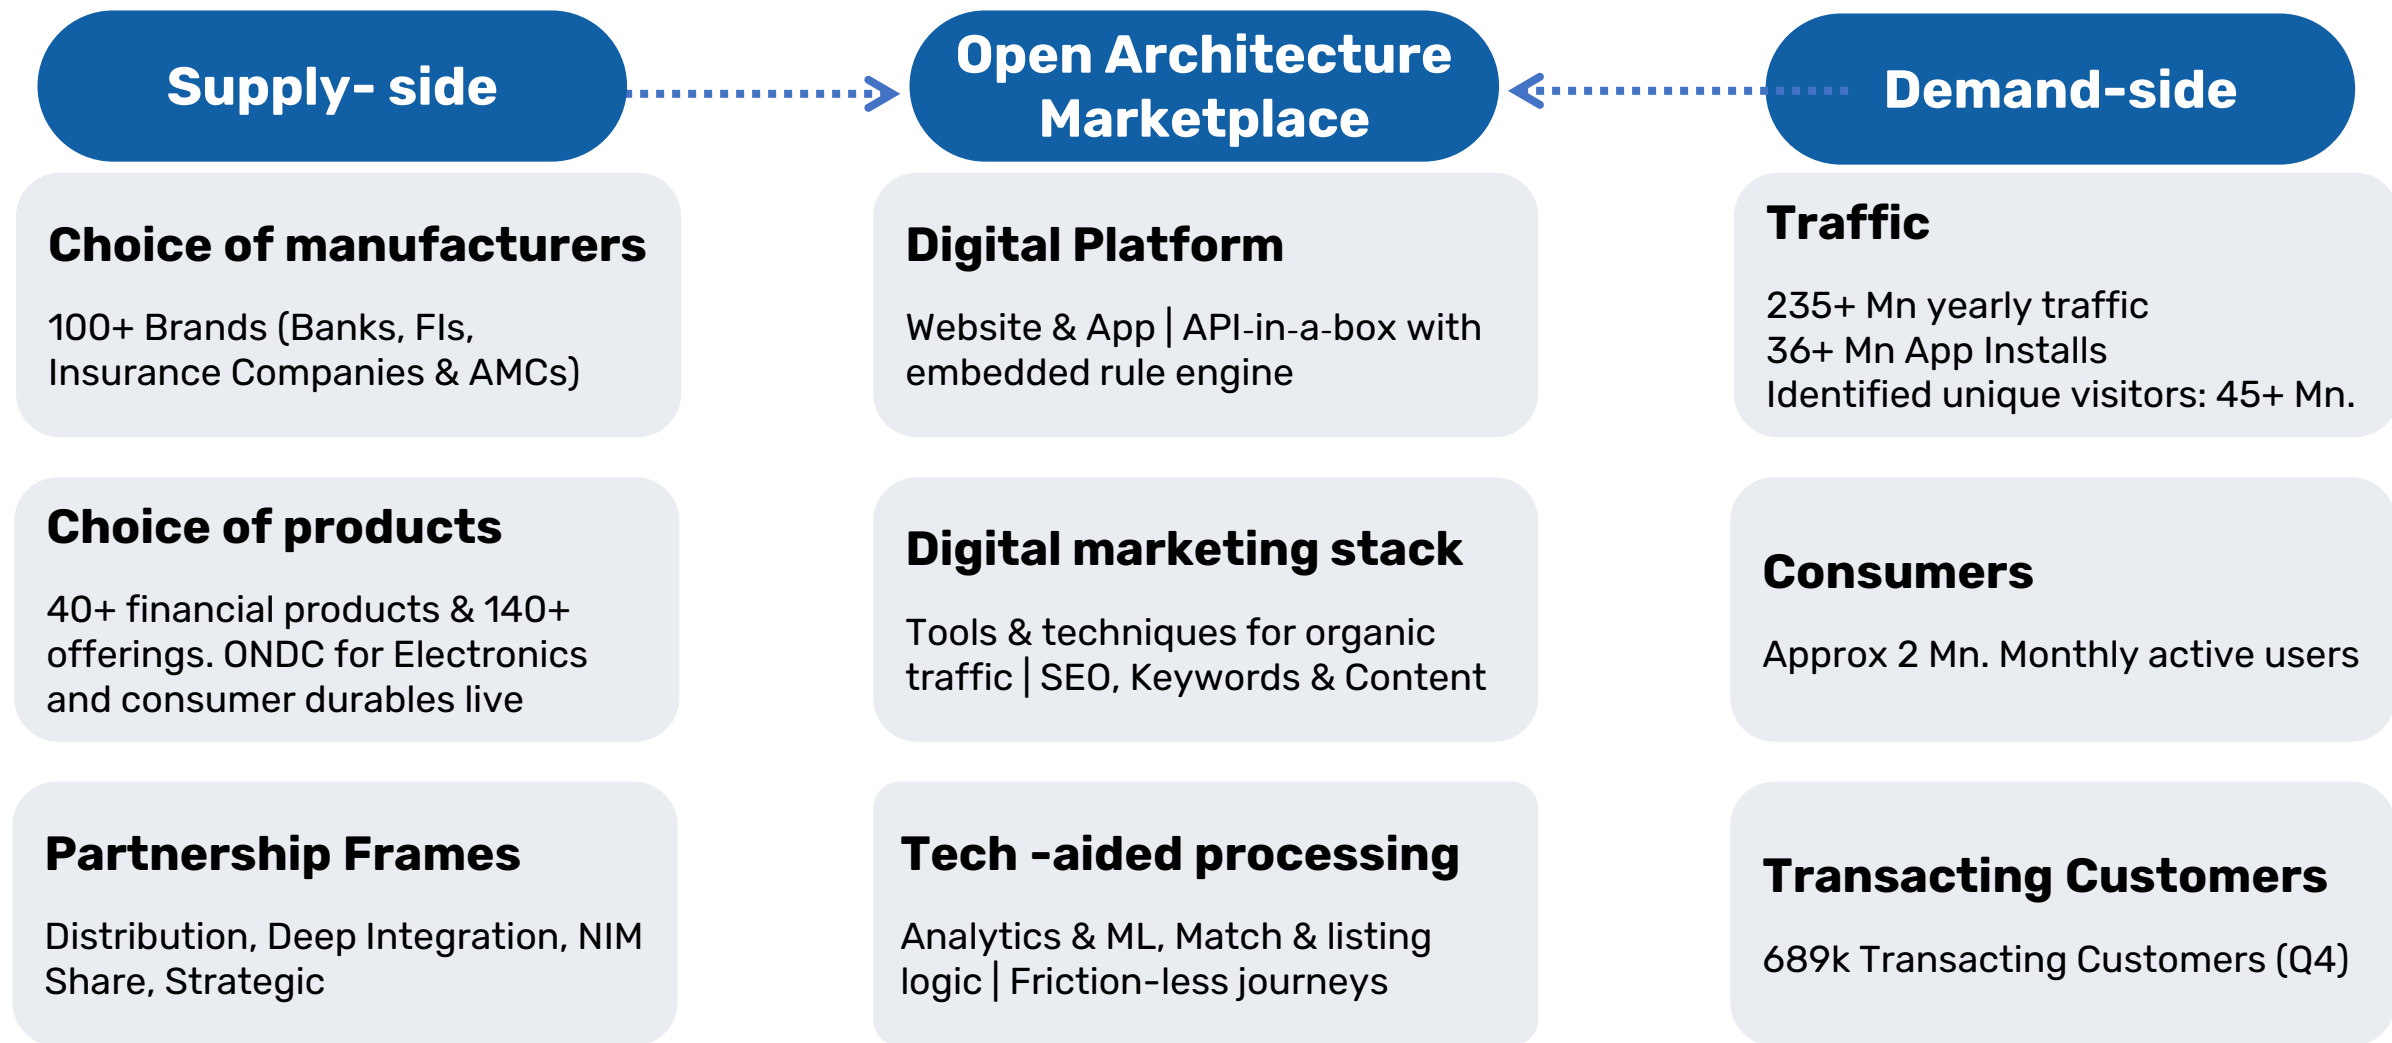 Supply- side
Open Architecture
Marketplace
Demand-side
Choice of manufacturers
100+ Brands (Banks, FIs,
Insurance Companies & AMCs)
Digital Platform
Website & App | API-in-a-box with
embedded rule engine
Traffic
235+ Mn yearly traffic
36+ Mn App Installs
Identified unique visitors: 45+ Mn.
Choice of products
40+ financial products & 140+
offerings. ONDC for Electronics
and consumer durables live
Digital marketing stack
Tools & techniques for organic
traffic | SEO, Keywords & Content
Consumers
Approx 2 Mn. Monthly active users
Partnership Frames
Distribution, Deep Integration, NIM
Share, Strategic
Tech -aided processing
Analytics & ML, Match & listing
logic | Friction-less journeys
Transacting Customers
689k Transacting Customers (Q4)